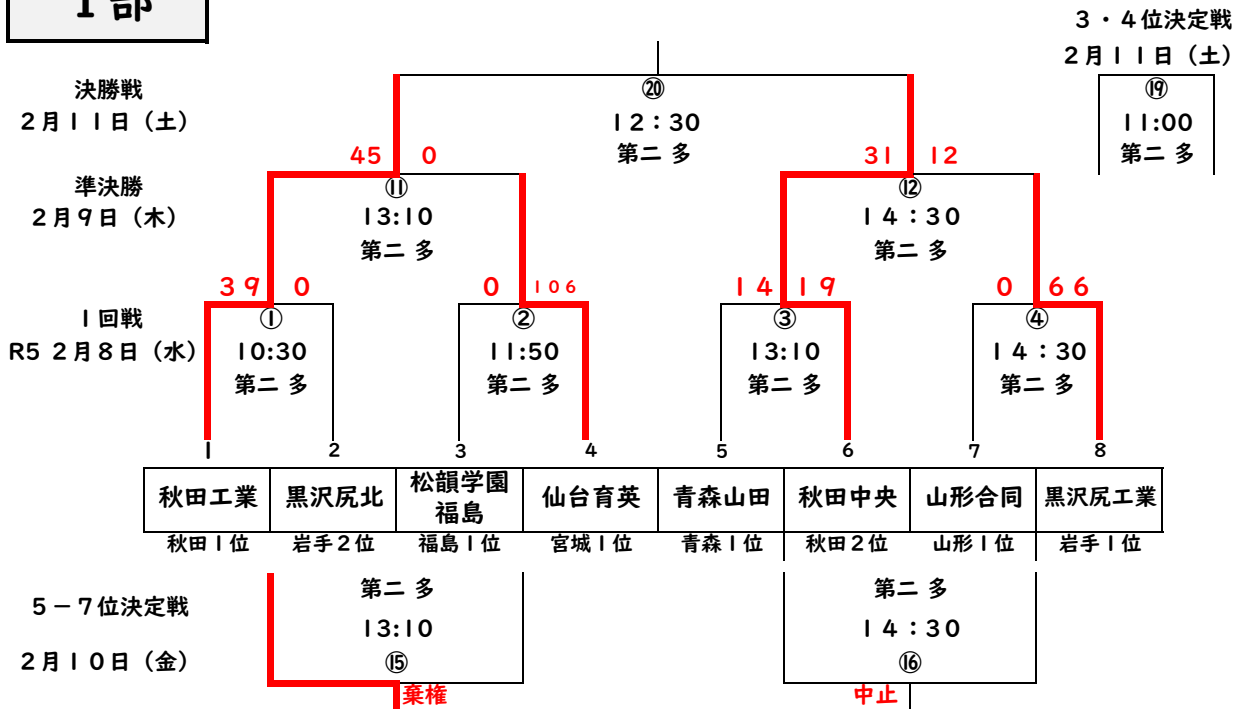 1部
3・4位決定戦
2月11日（土）
⑲
11:00
第二 多
決勝戦
2月11日（土）
⑳
12：30
第二 多
45 0
31 12
準決勝
2月9日（木）
⑪
13:10
第二 多
⑫
14：30
第二 多
39 0
0 106
14 19
0 66
1回戦
R5 2月8日（水）
①
10:30
第二 多
②
11:50
第二 多
③
13:10
第二 多
④
14：30
第二 多
1 2 3 4 5 6 7 8
秋田工業 黒沢尻北 松韻学園福島 仙台育英 青森山田 秋田中央 山形合同 黒沢尻工業
秋田1位 岩手2位 福島1位 宮城1位 青森1位 秋田2位 山形1位 岩手1位
5－7位決定戦
2月10日（金）
第二 多
13:10
⑮
棄権
第二 多
14：30
⑯
中止